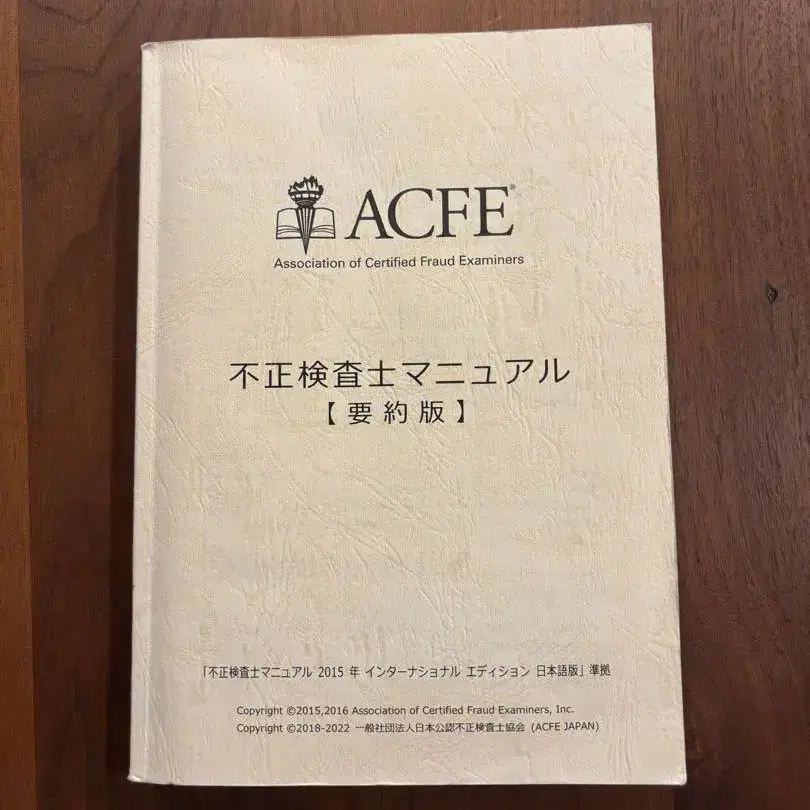 ACFE®
Association of Certified Fraud Examiners
不正検査士マニュアル
【要約版】
「不正検査士マニュアル 2015 年 インターナショナル エディション 日本語版」準拠
Copyright ©2015,2016 Association of Certified Fraud Examiners, Inc.
Copyright ©2018-2022 一般社団法人日本公認不正検査士協会 (ACFE JAPAN)